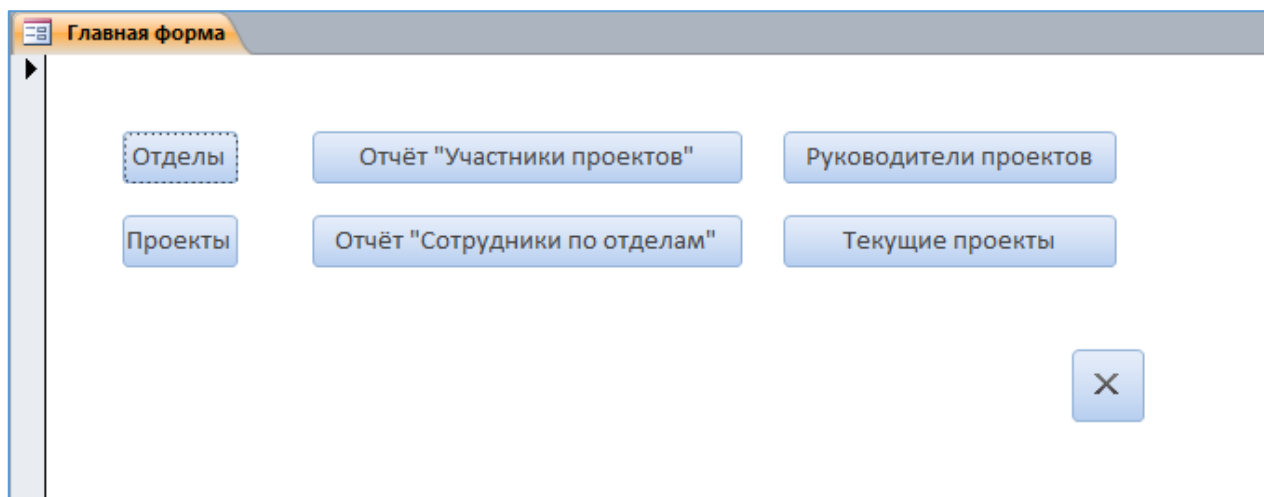 Главная форма
Отделы Отчёт "Участники проектов" Руководители проектов
Проекты Отчёт "Сотрудники по отделам" Текущие проекты